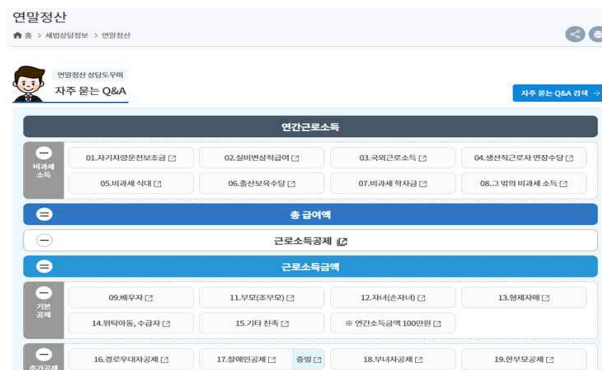 연말정산
홈 > 세법상담정보 > 연말정산
연말정산 상담도우미
자주 묻는 Q&A
자주 묻는 Q&A 검색 →
연간근로소득
비과세 소득
01.자기차량운전보조금 02.실비변상적급여 03.국외근로소득 04.생산직근로자 연장수당
05.비과세 식대 06.출산보육수당 07.비과세 학자금 08.그 밖의 비과세 소득
총 급여액
근로소득공제
근로소득금액
기본 공제
09.배우자 11.부모(조부모) 12.자녀(손자녀) 13.형제자매
14.위탁아동, 수급자 15.기타 친족 ※ 연간소득금액 100만원
추가공제
16.경로우대자공제 17.장애인공제 증빙 18.부녀자공제 19.한부모공제